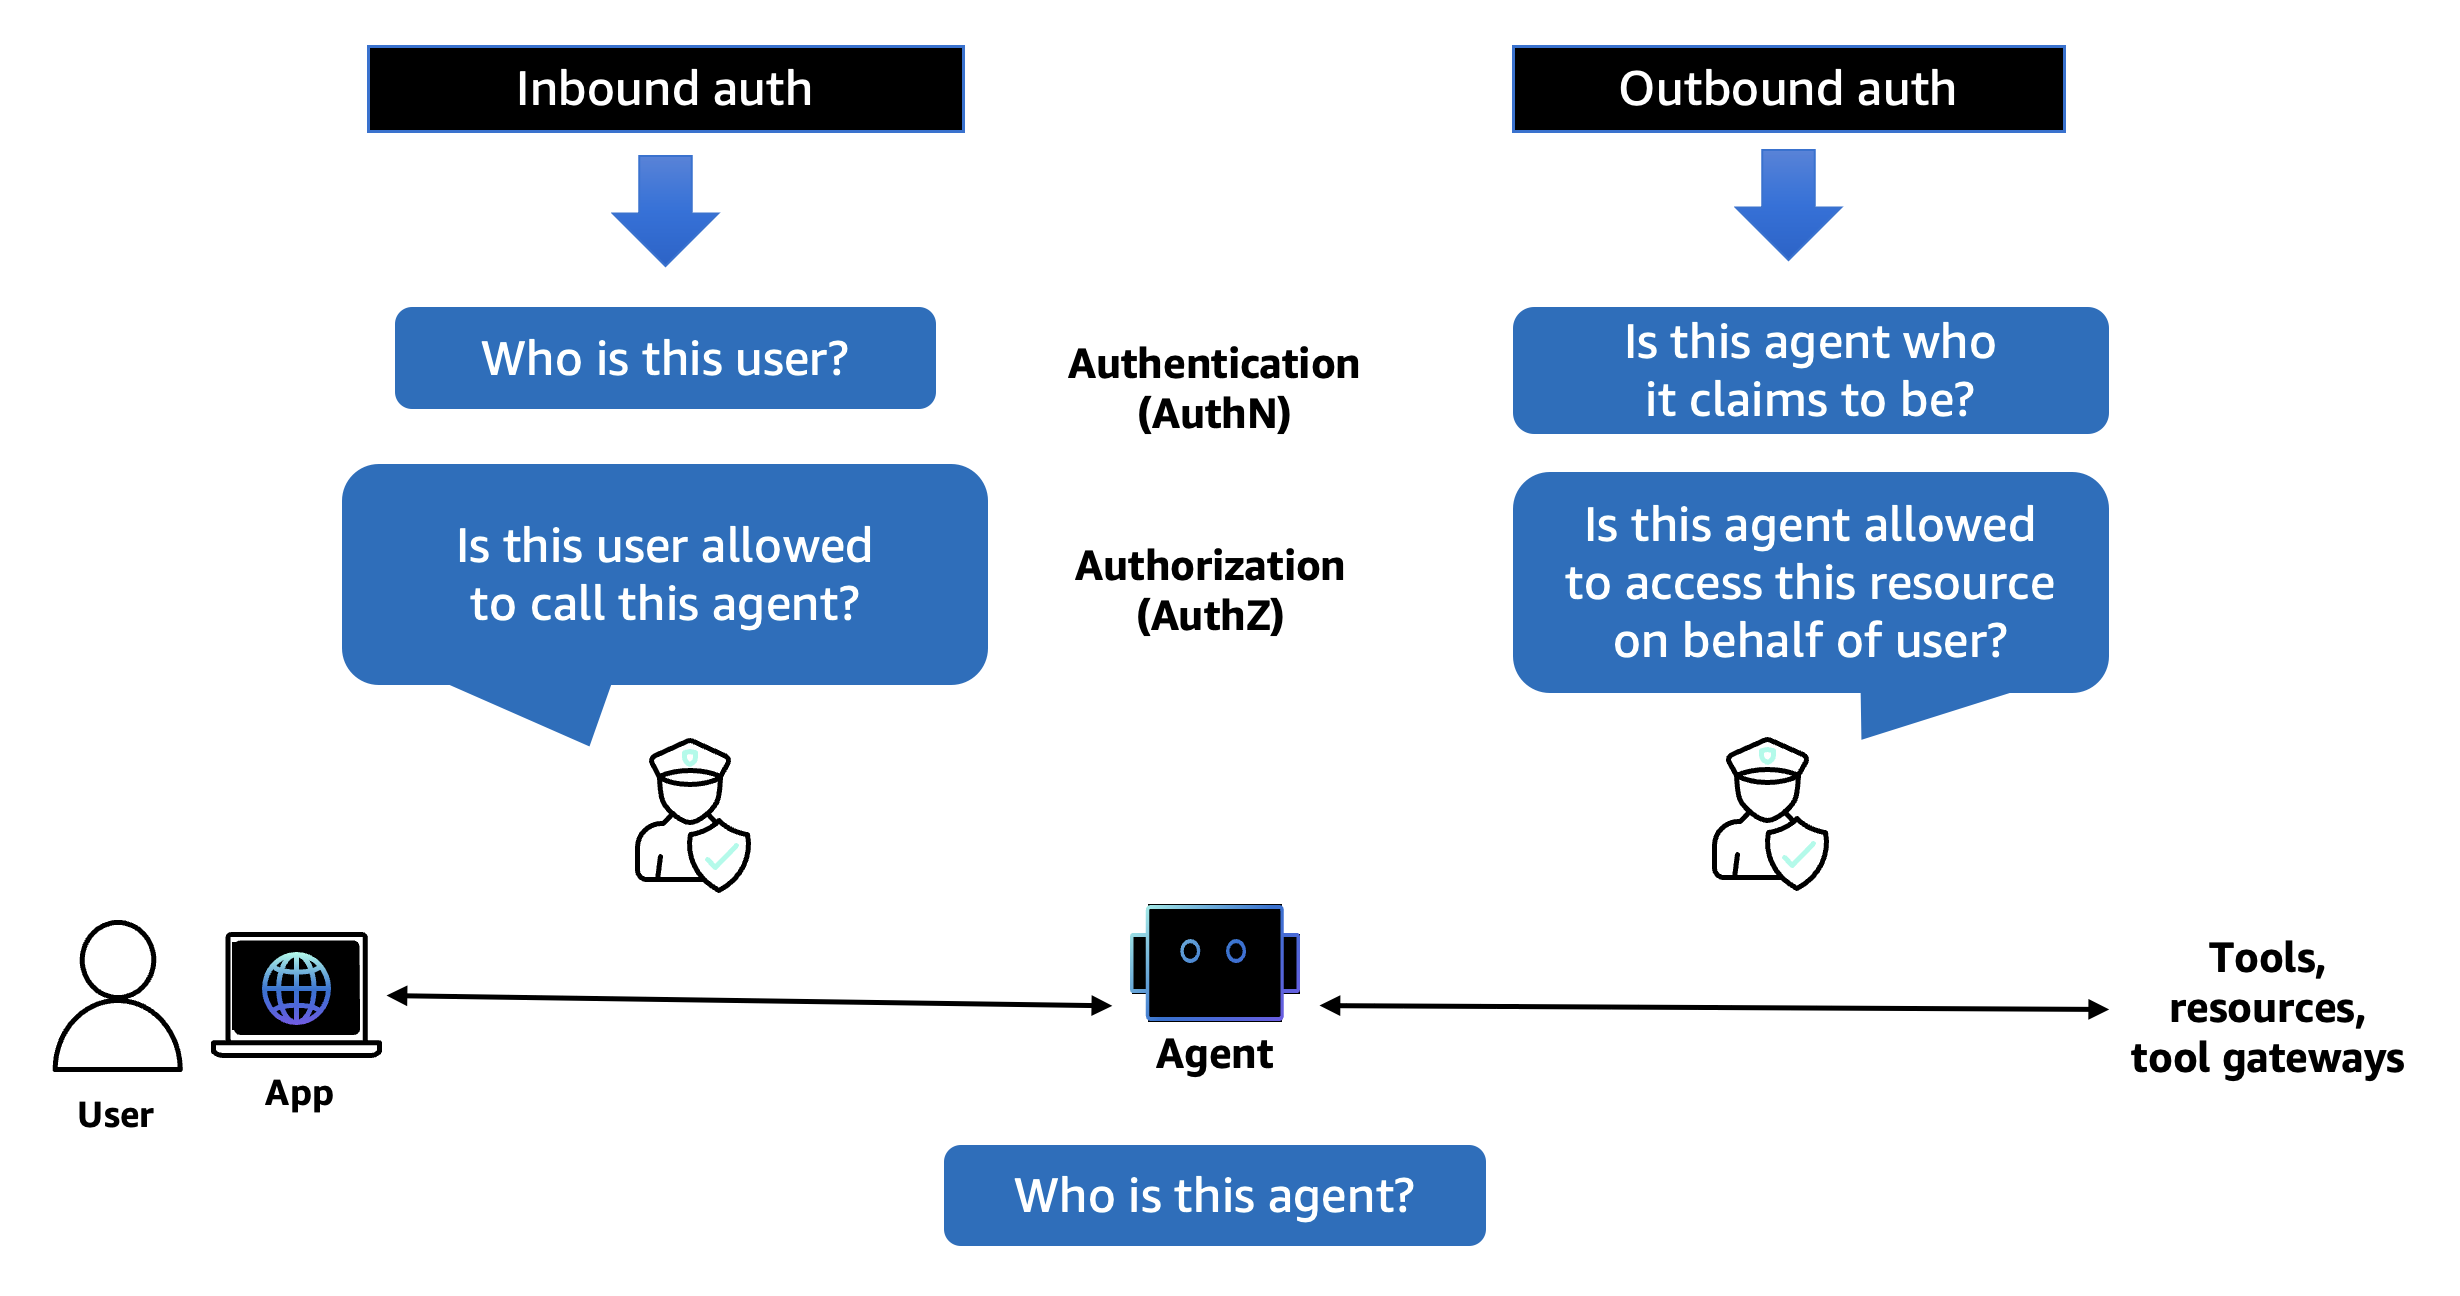 Inbound auth
Outbound auth
Who is this user?
Authentication
(AuthN)
Is this agent who
it claims to be?
Is this user allowed
to call this agent?
Authorization
(AuthZ)
Is this agent allowed
to access this resource
on behalf of user?
User
App
Agent
Tools,
resources,
tool gateways
Who is this agent?